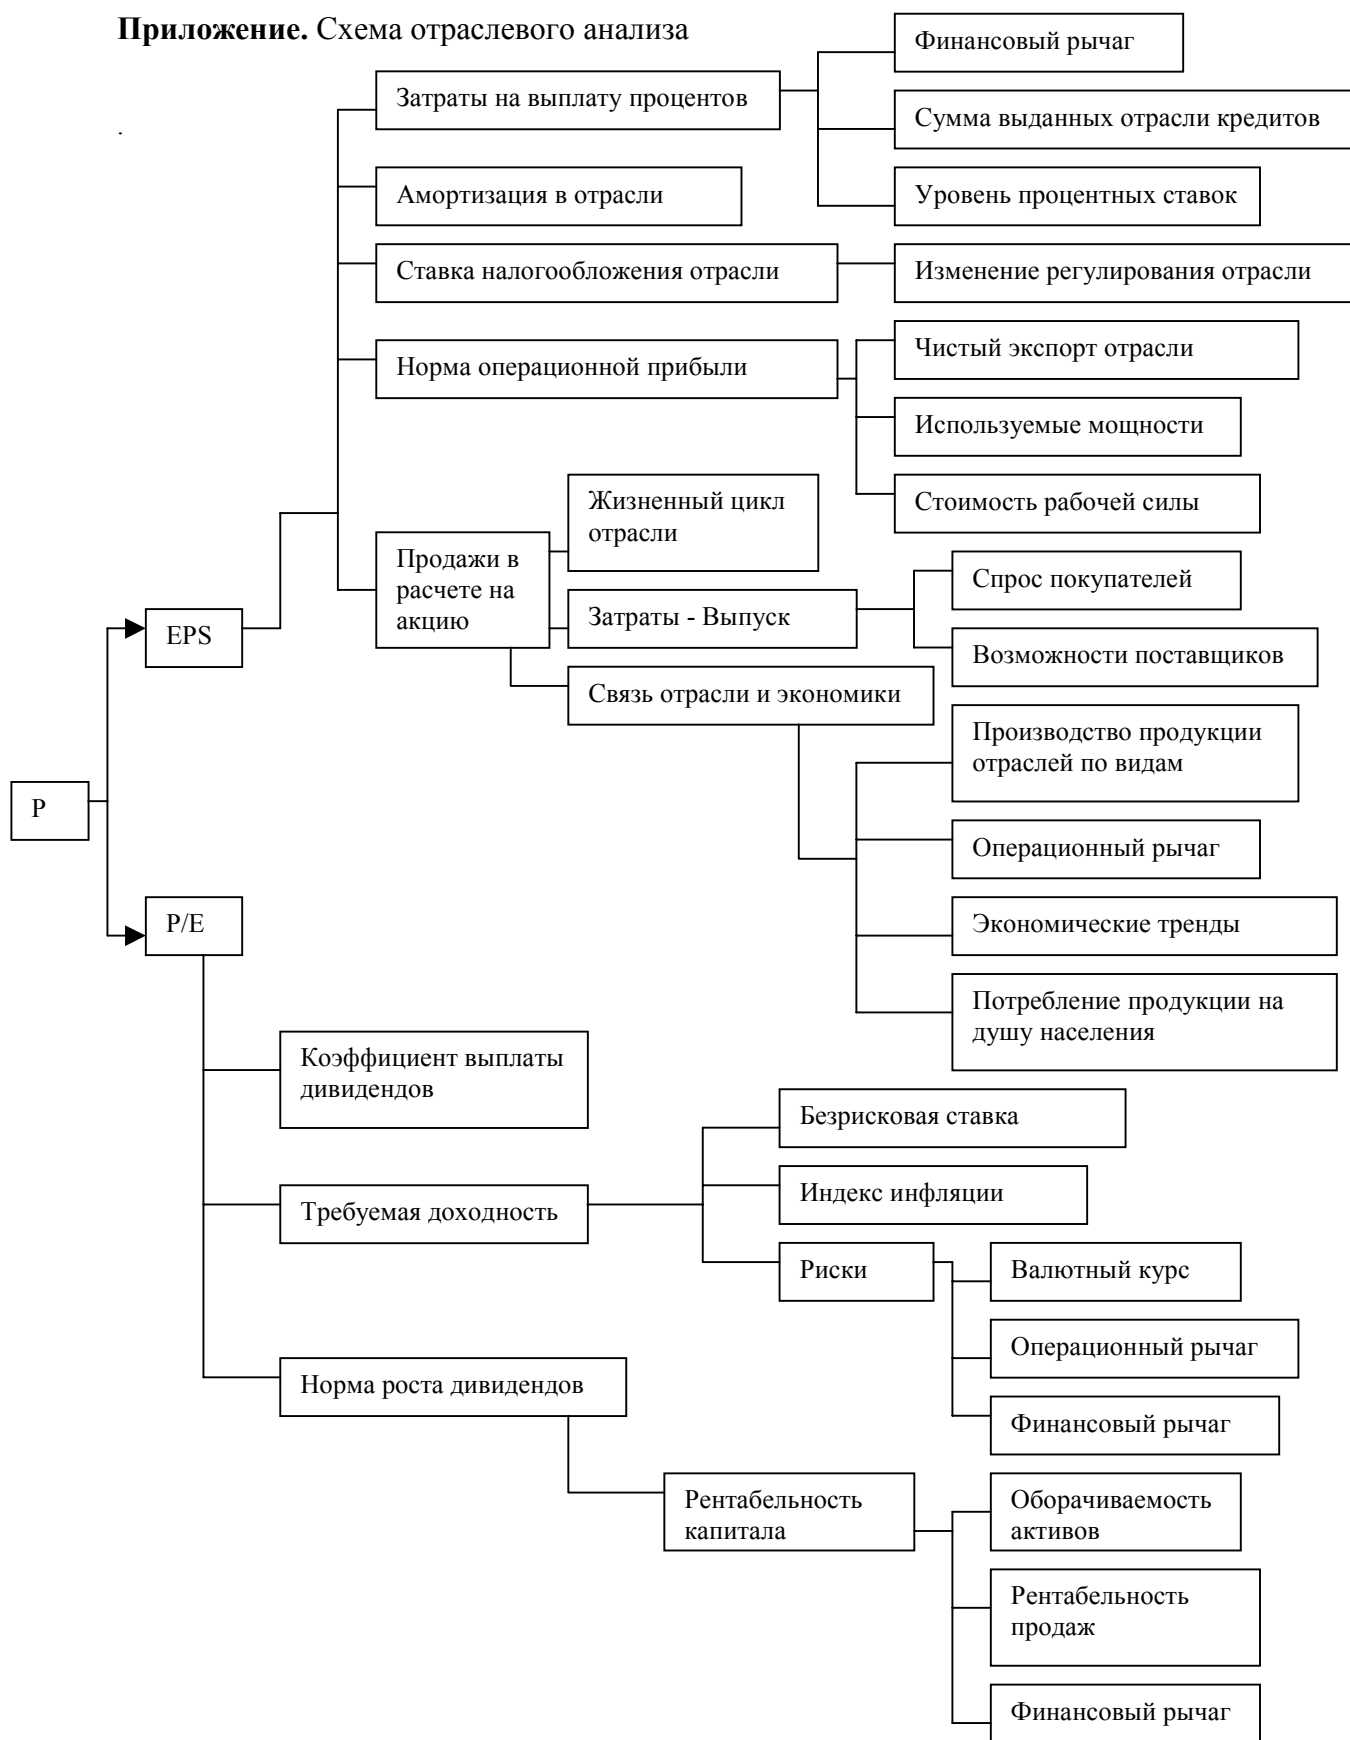 Приложение. Схема отраслевого анализа
.
Финансовый рычаг
Затраты на выплату процентов
Сумма выданных отрасли кредитов
Амортизация в отрасли
Уровень процентных ставок
Ставка налогообложения отрасли
Изменение регулирования отрасли
Норма операционной прибыли
Чистый экспорт отрасли
Используемые мощности
Стоимость рабочей силы
Жизненный цикл
отрасли
Продажи в
расчете на
акцию
Затраты - Выпуск
Спрос покупателей
Возможности поставщиков
EPS
Связь отрасли и экономики
Производство продукции
отраслей по видам
P
Операционный рычаг
P/E
Экономические тренды
Потребление продукции на
душу населения
Коэффициент выплаты
дивидендов
Безрисковая ставка
Индекс инфляции
Требуемая доходность
Риски
Валютный курс
Операционный рычаг
Норма роста дивидендов
Финансовый рычаг
Рентабельность
капитала
Оборачиваемость
активов
Рентабельность
продаж
Финансовый рычаг